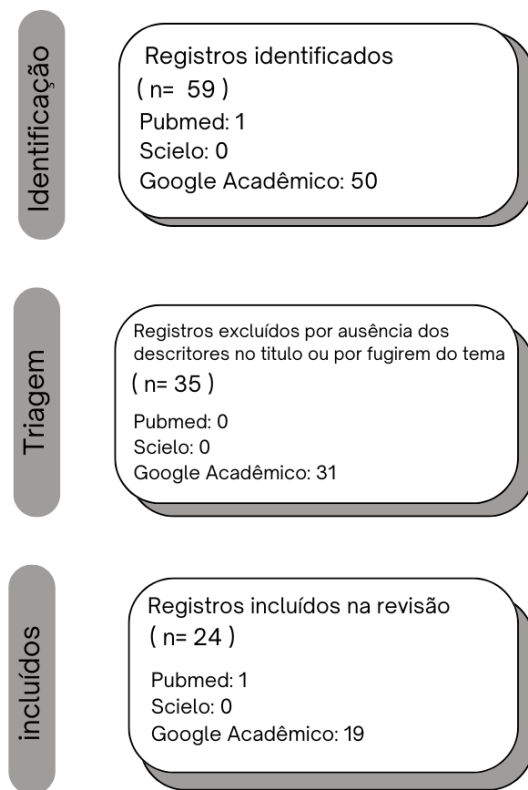 Identificação
Registros identificados
( n=  59 )
Pubmed: 1
Scielo: 0
Google Acadêmico: 50
Triagem
Registros excluídos por ausência dos
descritores no titulo ou por fugirem do tema
( n= 35 )
Pubmed: 0
Scielo: 0
Google Acadêmico: 31
incluídos
Registros incluídos na revisão
( n= 24 )
Pubmed: 1
Scielo: 0
Google Acadêmico: 19